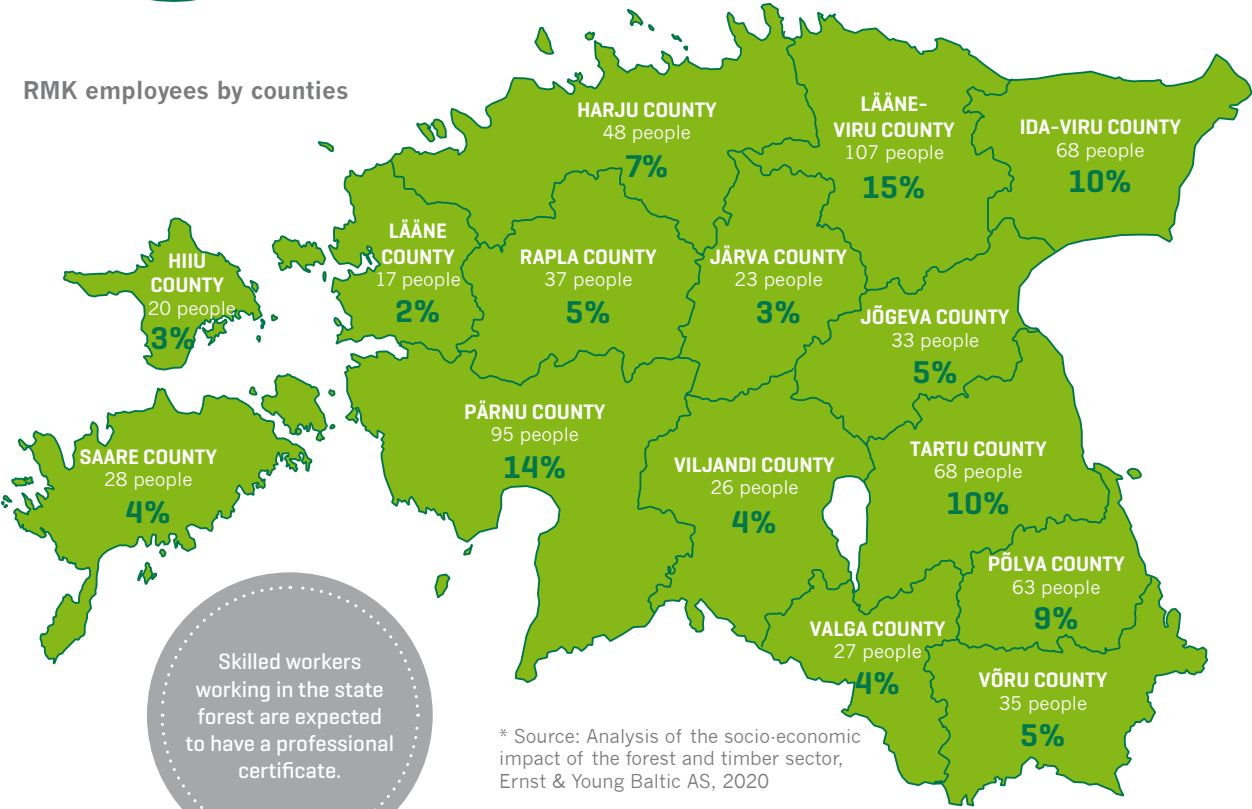 RMK employees by counties
HARJU COUNTY
48 people
7%
LÄÄNE-
VIRU COUNTY
107 people
15%
IDA-VIRU COUNTY
68 people
10%
HIIU
COUNTY
20 people
3%
LÄÄNE
COUNTY
17 people
2%
RAPLA COUNTY
37 people
5%
JÄRVA COUNTY
23 people
3%
JÕGEVA COUNTY
33 people
5%
SAARE COUNTY
28 people
4%
PÄRNU COUNTY
95 people
14%
VILJANDI COUNTY
26 people
4%
TARTU COUNTY
68 people
10%
PÕLVA COUNTY
63 people
9%
VALGA COUNTY
27 people
4%
VÕRU COUNTY
35 people
5%
Skilled workers
working in the state
forest are expected
to have a professional
certificate.
* Source: Analysis of the socio-economic
impact of the forest and timber sector,
Ernst & Young Baltic AS, 2020